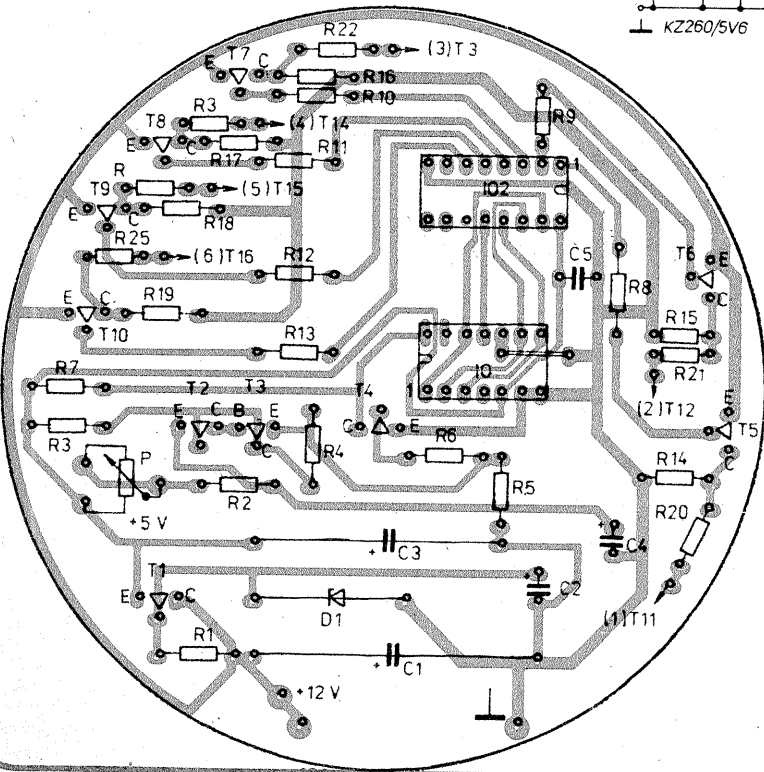 KZ260/5V6
R22
(3)T3
T7
E
C
R16
R10
R9
T8
R3
(4)T14
E
C
R17
R11
1
IO2
R
(5)T15
T9
E
C
R18
R25
(6)T16
R12
C5
T6
E
C
R8
R19
E
C
T10
R13
R15
R21
IO
1
(2)T12
R7
T2
T3
T4
E
C
B
E
C
C
E
E
T5
C
R3
R4
R6
P
R2
R5
R14
+5 V
R20
+
C3
+
C4
T1
E
C
+
C2
D1
(1)T11
R1
+
C1
+12 V